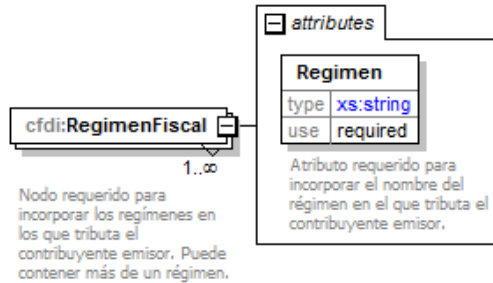 attributes
Regimen
type xs:string
use required
Atributo requerido para
incorporar el nombre del
régimen en el que tributa el
contribuyente emisor.
cfdi:RegimenFiscal
1..∞
Nodo requerido para
incorporar los regímenes en
los que tributa el
contribuyente emisor. Puede
contener más de un régimen.